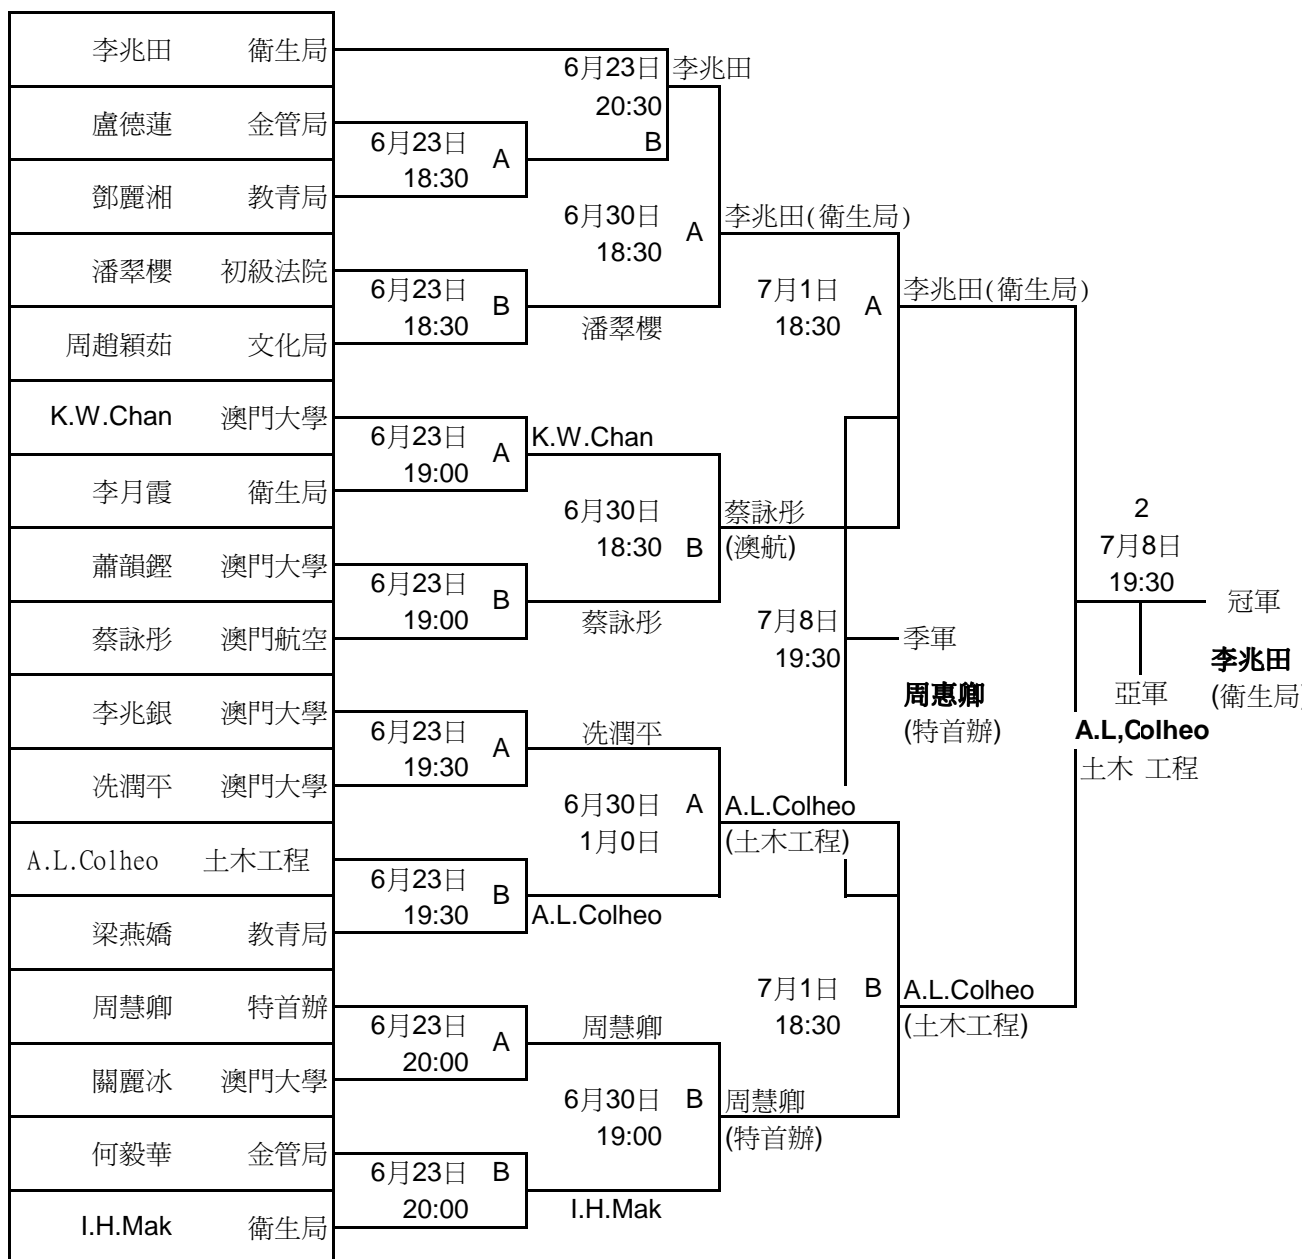 李兆田 衛生局
盧德蓮 金管局
鄧麗湘 教青局
潘翠櫻 初級法院
周趙穎茹 文化局
K.W.Chan 澳門大學
李月霞 衛生局
蕭韻鏗 澳門大學
蔡詠彤 澳門航空
李兆銀 澳門大學
冼潤平 澳門大學
A.L.Colheo 土木工程
梁燕嬌 教青局
周慧卿 特首辦
關麗冰 澳門大學
何毅華 金管局
I.H.Mak 衛生局
6月23日 A
18:30
6月23日 B
18:30
6月23日 A
19:00
6月23日 B
19:00
6月23日 A
19:30
6月23日 B
19:30
6月23日 A
20:00
6月23日 B
20:00
6月23日
20:30
B
李兆田
6月30日 A
18:30
潘翠櫻
K.W.Chan
6月30日
18:30 B
蔡詠彤
冼潤平
6月30日 A
1月0日
A.L.Colheo
周慧卿
6月30日 B
19:00
I.H.Mak
李兆田(衛生局)
7月1日 A
18:30
蔡詠彤
(澳航)
7月8日
19:30
A.L.Colheo
(土木工程)
7月1日 B
18:30
周慧卿
(特首辦)
李兆田(衛生局)
季軍
周惠卿
(特首辦)
A.L.Colheo
(土木工程)
2
7月8日
19:30
冠軍
李兆田
(衛生局)
亞軍
A.L,Colheo
土木 工程